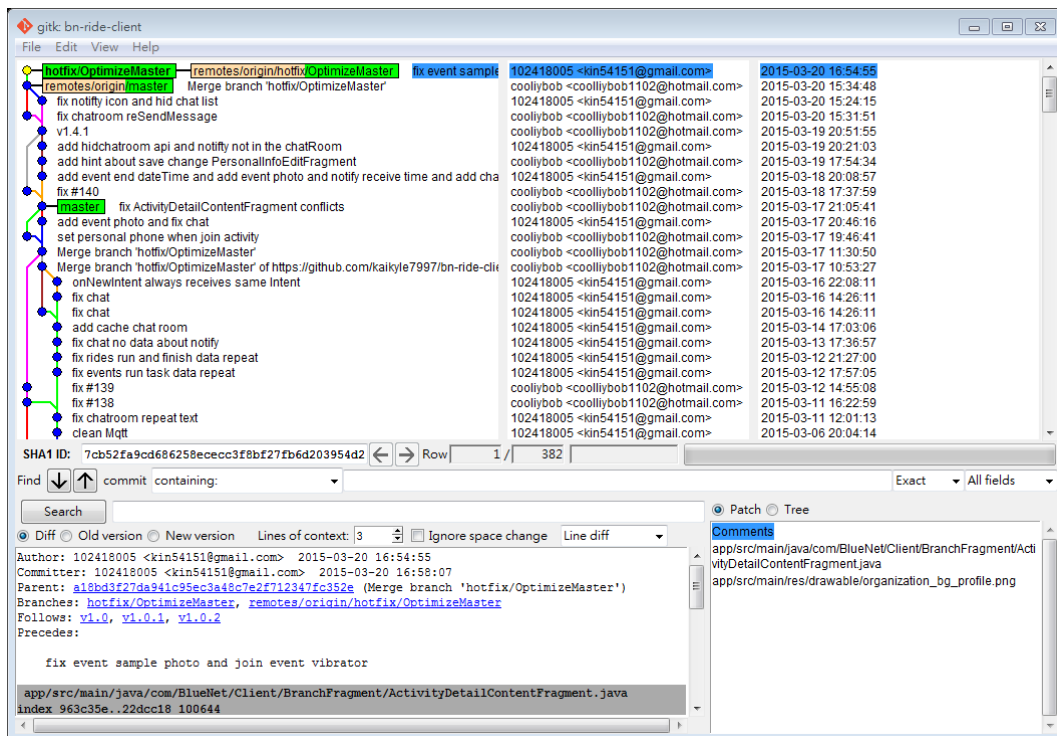 gitk: bn-ride-client
File Edit View Help
hotfix/OptimizeMaster remotes/origin/hotfix/OptimizeMaster fix event sample 102418005 <kin54151@gmail.com> 2015-03-20 16:54:55
remotes/origin/master Merge branch 'hotfix/OptimizeMaster' cooliybob <coolliybob1102@hotmail.com> 2015-03-20 15:34:48
fix notifty icon and hid chat list 102418005 <kin54151@gmail.com> 2015-03-20 15:24:15
fix chatroom reSendMessage cooliybob <coolliybob1102@hotmail.com> 2015-03-20 15:31:51
v1.4.1 cooliybob <coolliybob1102@hotmail.com> 2015-03-19 20:51:55
add hidchatroom api and notifty not in the chatRoom 102418005 <kin54151@gmail.com> 2015-03-19 20:21:03
add hint about save change PersonalInfoEditFragment cooliybob <coolliybob1102@hotmail.com> 2015-03-19 17:54:34
add event end dateTime and add event photo and notify receive time and add cha 102418005 <kin54151@gmail.com> 2015-03-18 20:08:57
fix #140 cooliybob <coolliybob1102@hotmail.com> 2015-03-18 17:37:59
master fix ActivityDetailContentFragment conflicts 102418005 <kin54151@gmail.com> 2015-03-17 21:05:41
add event photo and fix chat 102418005 <kin54151@gmail.com> 2015-03-17 20:46:16
set personal phone when join activity cooliybob <coolliybob1102@hotmail.com> 2015-03-17 19:46:41
Merge branch 'hotfix/OptimizeMaster' cooliybob <coolliybob1102@hotmail.com> 2015-03-17 11:30:50
Merge branch 'hotfix/OptimizeMaster' of https://github.com/kaikyle7997/bn-ride-clie cooliybob <coolliybob1102@hotmail.com> 2015-03-17 10:53:27
onNewIntent always receives same Intent 102418005 <kin54151@gmail.com> 2015-03-16 22:08:11
fix chat 102418005 <kin54151@gmail.com> 2015-03-16 14:26:11
fix chat 102418005 <kin54151@gmail.com> 2015-03-16 14:26:11
add cache chat room 102418005 <kin54151@gmail.com> 2015-03-14 17:03:06
fix chat no data about notify 102418005 <kin54151@gmail.com> 2015-03-13 17:36:57
fix rides run and finish data repeat 102418005 <kin54151@gmail.com> 2015-03-12 21:27:00
fix events run task data repeat 102418005 <kin54151@gmail.com> 2015-03-12 17:57:05
fix #139 cooliybob <coolliybob1102@hotmail.com> 2015-03-12 14:55:08
fix #138 cooliybob <coolliybob1102@hotmail.com> 2015-03-11 16:22:59
fix chatroom repeat text 102418005 <kin54151@gmail.com> 2015-03-11 12:01:13
clean Mqtt 102418005 <kin54151@gmail.com> 2015-03-06 20:04:14
SHA1 ID: 7cb52fa9cd686258ececc3f8bf27fb6d203954d2 Row 1 / 382
Find commit containing: Exact All fields
Search
Diff Old version New version Lines of context: 3 Ignore space change Line diff
Author: 102418005 <kin54151@gmail.com> 2015-03-20 16:54:55
Committer: 102418005 <kin54151@gmail.com> 2015-03-20 16:58:07
Parent: a18bd3f27da941c95ec3a48c7e2f712347fc352e (Merge branch 'hotfix/OptimizeMaster')
Branches: hotfix/OptimizeMaster, remotes/origin/hotfix/OptimizeMaster
Follows: v1.0, v1.0.1, v1.0.2
Precedes:
fix event sample photo and join event vibrator
app/src/main/java/com/BlueNet/Client/BranchFragment/ActivityDetailContentFragment.java
index 963c35e..22dcc18 100644
Patch Tree
Comments
app/src/main/java/com/BlueNet/Client/BranchFragment/Acti
vityDetailContentFragment.java
app/src/main/res/drawable/organization_bg_profile.png